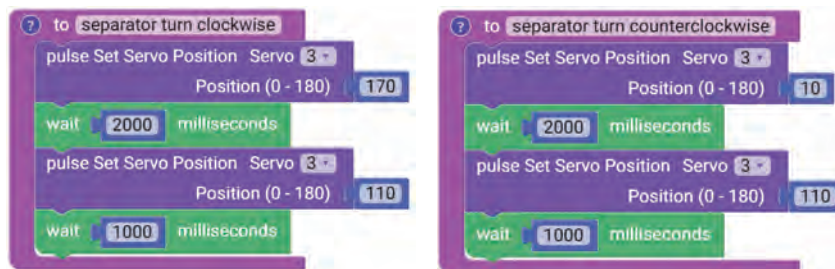 ? to separator turn clockwise
pulse Set Servo Position Servo 3
Position (0 - 180) 170
wait 2000 milliseconds
pulse Set Servo Position Servo 3
Position (0 - 180) 110
wait 1000 milliseconds
? to separator turn counterclockwise
pulse Set Servo Position Servo 3
Position (0 - 180) 10
wait 2000 milliseconds
pulse Set Servo Position Servo 3
Position (0 - 180) 110
wait 1000 milliseconds